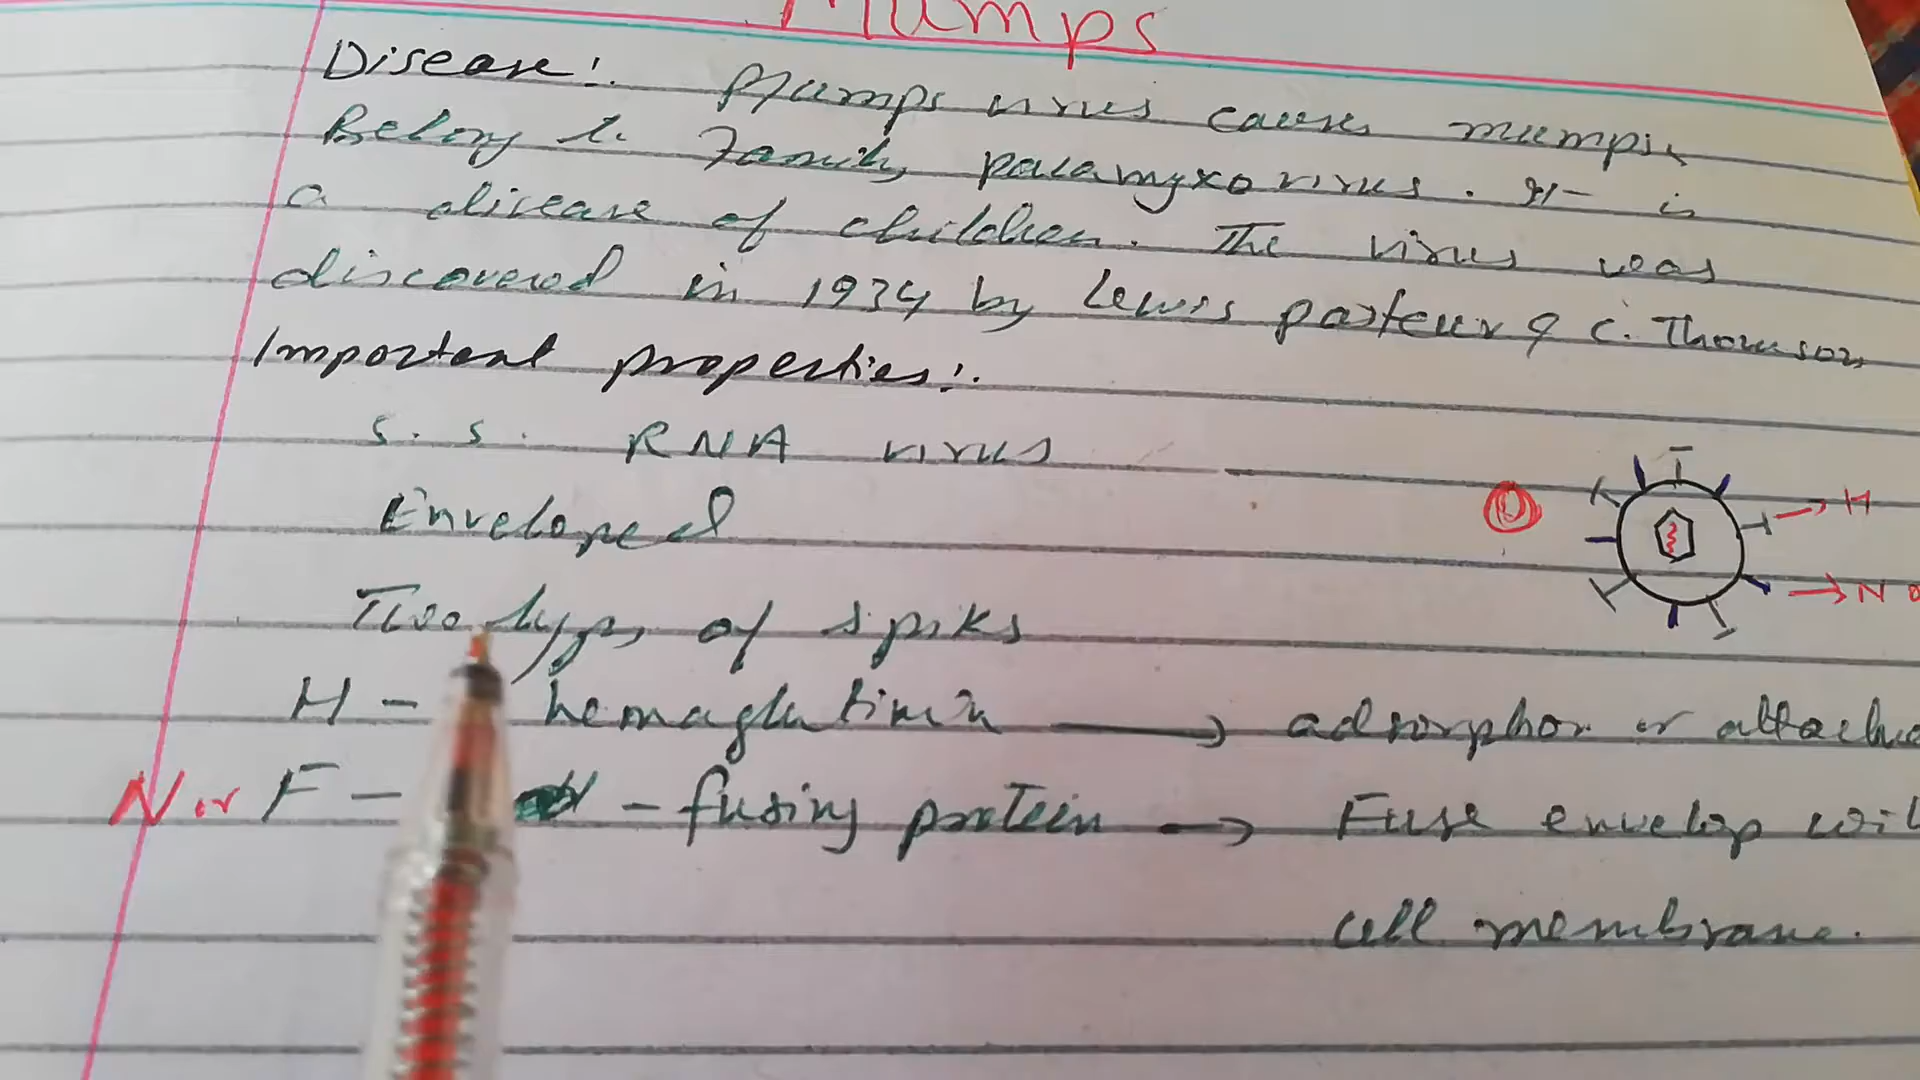 Mumps
Disease:. Mumps virus causes mumps.
Belong to Family paramyxovirus. It is
a disease of children. The virus was
discovered in 1934 by Lewis pasteur & C. Thomson
Important properties:.
S. S. RNA virus
Enveloped
→ H
→ N o
Two types of spiks
H - hemaglutinin → adsorption or attachme
N or F - - fusing protein → Fuse envelop wil
cell membrane.